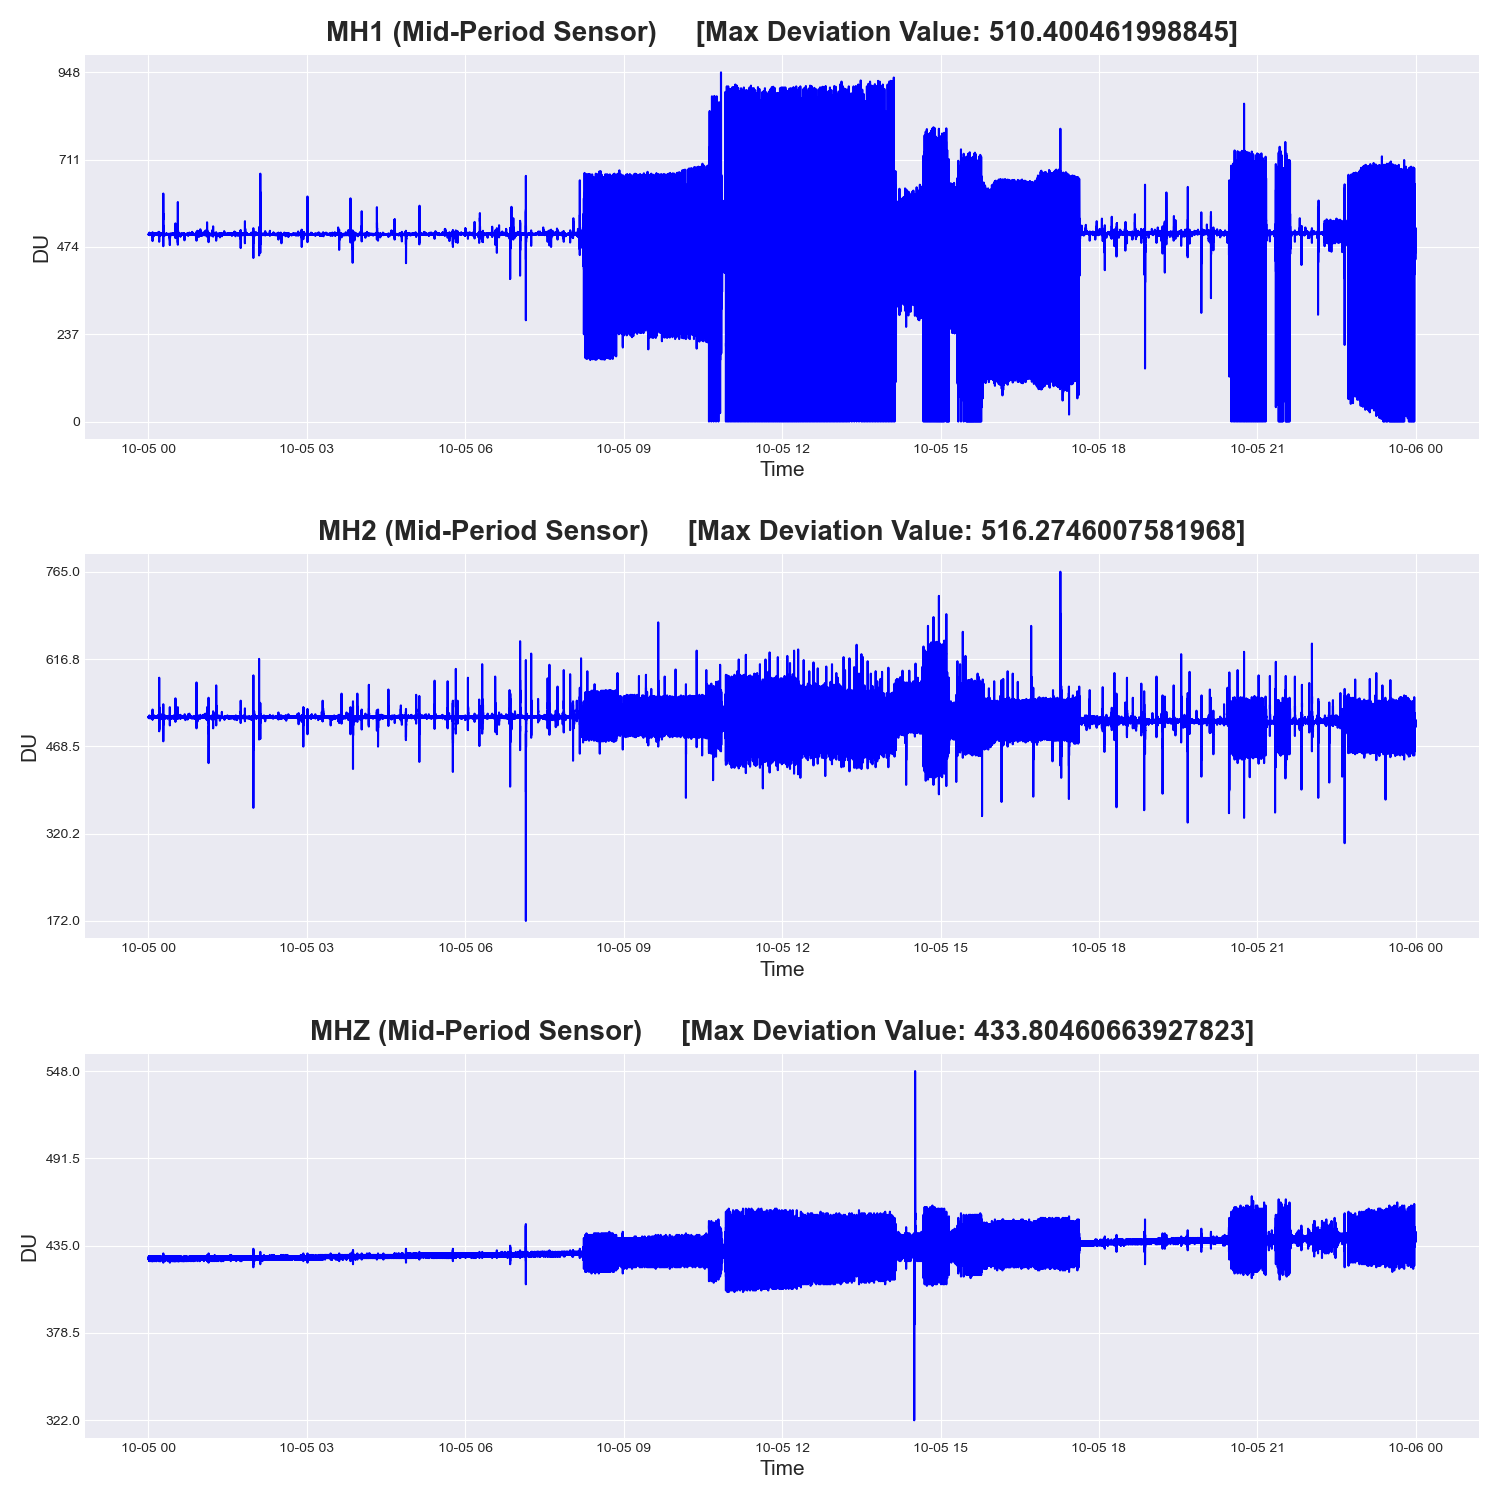 MH1 (Mid-Period Sensor) [Max Deviation Value: 510.400461998845]
948
711
474
237
0
DU
10-05 00 10-05 03 10-05 06 10-05 09 10-05 12 10-05 15 10-05 18 10-05 21 10-06 00
Time
MH2 (Mid-Period Sensor) [Max Deviation Value: 516.2746007581968]
765.0
616.8
468.5
320.2
172.0
DU
10-05 00 10-05 03 10-05 06 10-05 09 10-05 12 10-05 15 10-05 18 10-05 21 10-06 00
Time
MHZ (Mid-Period Sensor) [Max Deviation Value: 433.80460663927823]
548.0
491.5
435.0
378.5
322.0
DU
10-05 00 10-05 03 10-05 06 10-05 09 10-05 12 10-05 15 10-05 18 10-05 21 10-06 00
Time